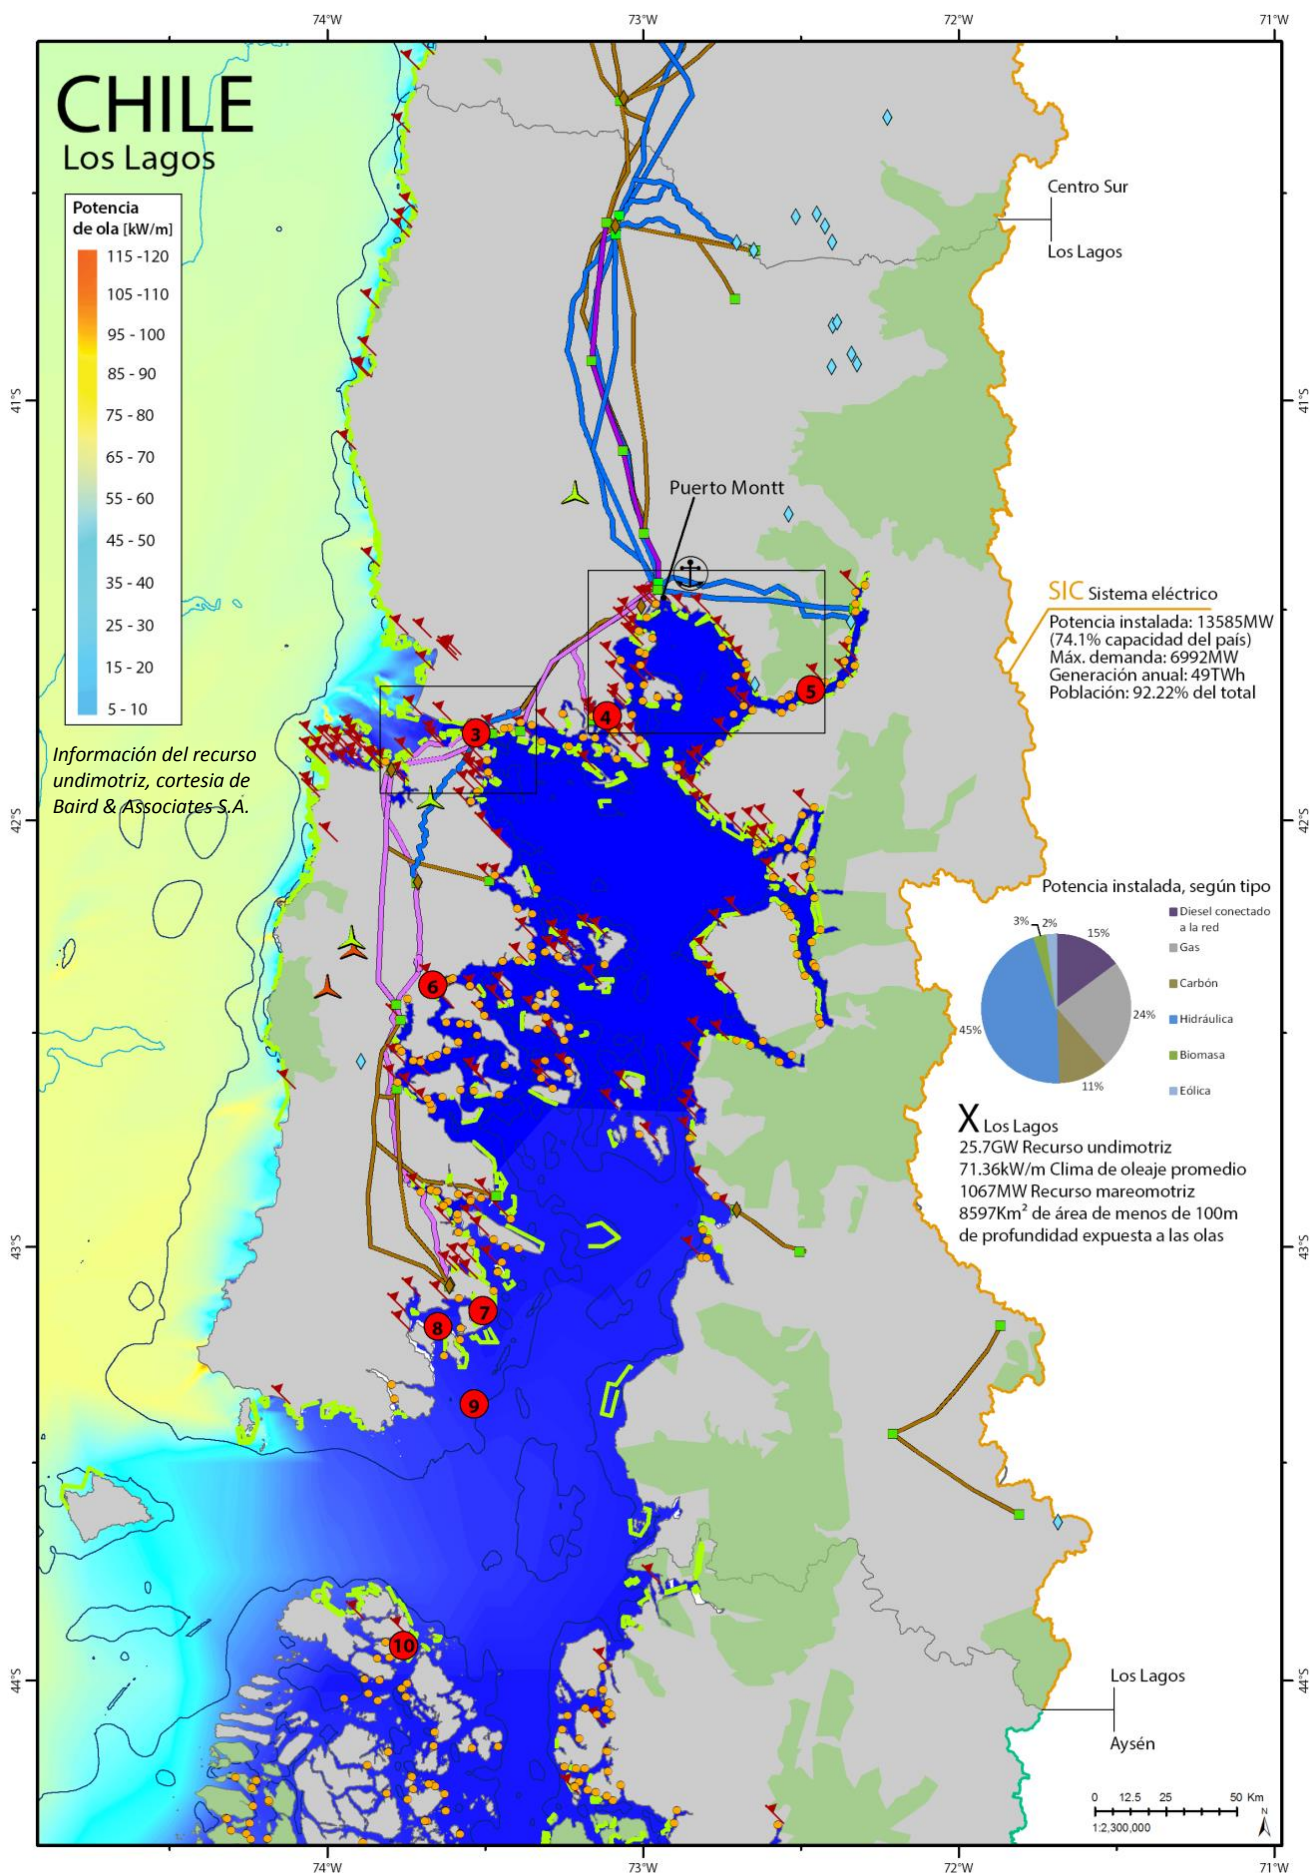 74°W
73°W
72°W
71°W
CHILE
Los Lagos
Potencia
de ola [kW/m]
115 -120
105 -110
95 - 100
85 - 90
75 - 80
65 - 70
55 - 60
45 - 50
35 - 40
25 - 30
15 - 20
5 - 10
Información del recurso
undimotriz, cortesia de
Baird & Associates S.A.
Centro Sur
Los Lagos
41°S
41°S
Puerto Montt
SIC Sistema eléctrico
Potencia instalada: 13585MW
(74.1% capacidad del país)
Máx. demanda: 6992MW
Generación anual: 49TWh
Población: 92.22% del total
5
4
3
42°S
42°S
Potencia instalada, según tipo
3%
2%
15%
24%
11%
45%
Diesel conectado
a la red
Gas
Carbón
Hidráulica
Biomasa
Eólica
6
X Los Lagos
25.7GW Recurso undimotriz
71.36kW/m Clima de oleaje promedio
1067MW Recurso mareomotriz
8597Km² de área de menos de 100m
de profundidad expuesta a las olas
43°S
43°S
7
8
9
10
44°S
44°S
Los Lagos
Aysén
0 12.5 25 50 Km
1:2,300,000
N
74°W
73°W
72°W
71°W